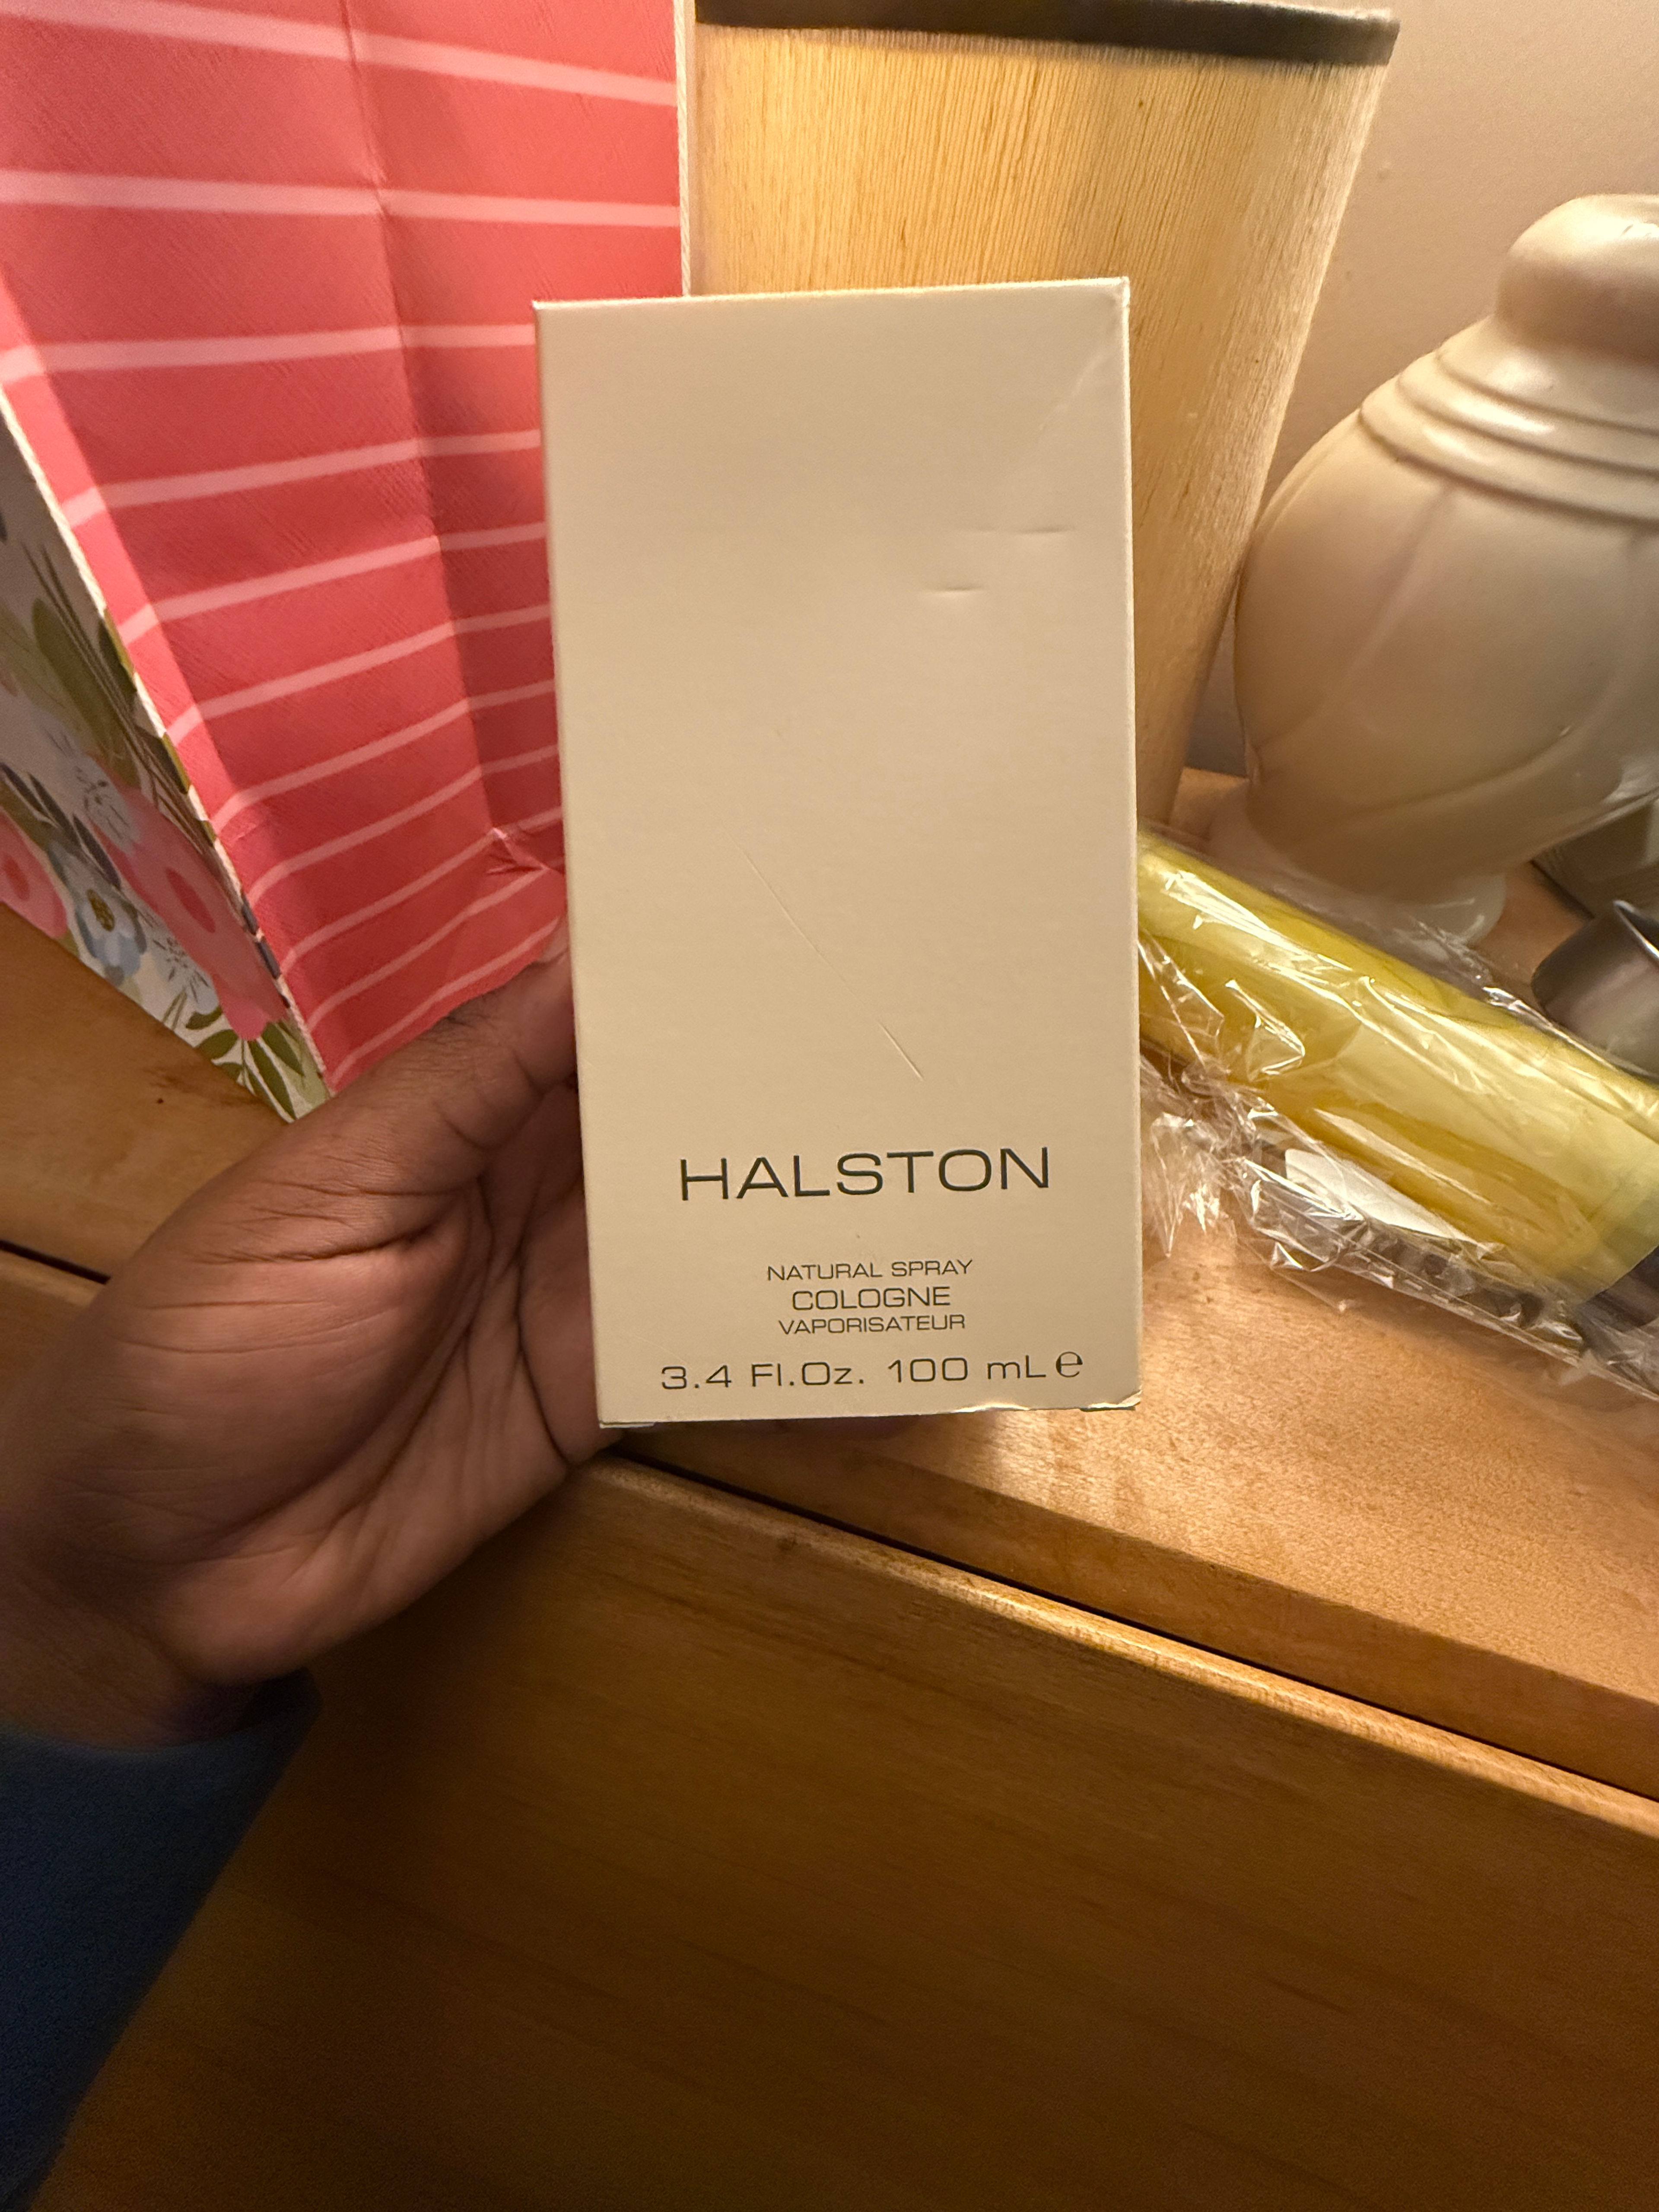 HALSTON
NATURAL SPRAY
COLOGNE
VAPORISATEUR
3.4 Fl.Oz. 100 mL ℮